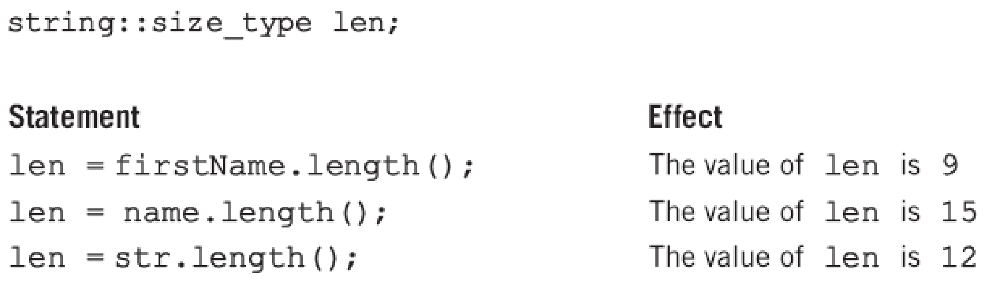 string::size_type len;
Statement Effect
len = firstName.length(); The value of len is 9
len = name.length(); The value of len is 15
len = str.length(); The value of len is 12